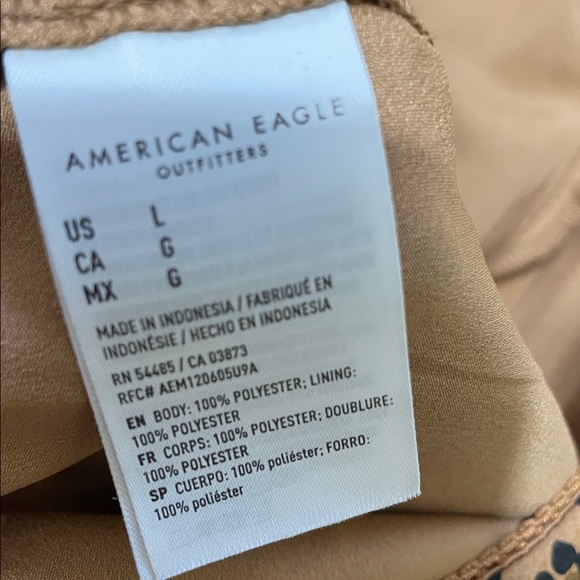 AMERICAN EAGLE
OUTFITTERS
US L
CA G
MX G
MADE IN INDONESIA / FABRIQUÉ EN
INDONÉSIE / HECHO EN INDONESIA
RN 54485 / CA 03873
RFC# AEM120605U9A
EN BODY: 100% POLYESTER; LINING:
100% POLYESTER
FR CORPS: 100% POLYESTER; DOUBLURE:
100% POLYESTER
SP CUERPO: 100% poliéster; FORRO:
100% poliéster